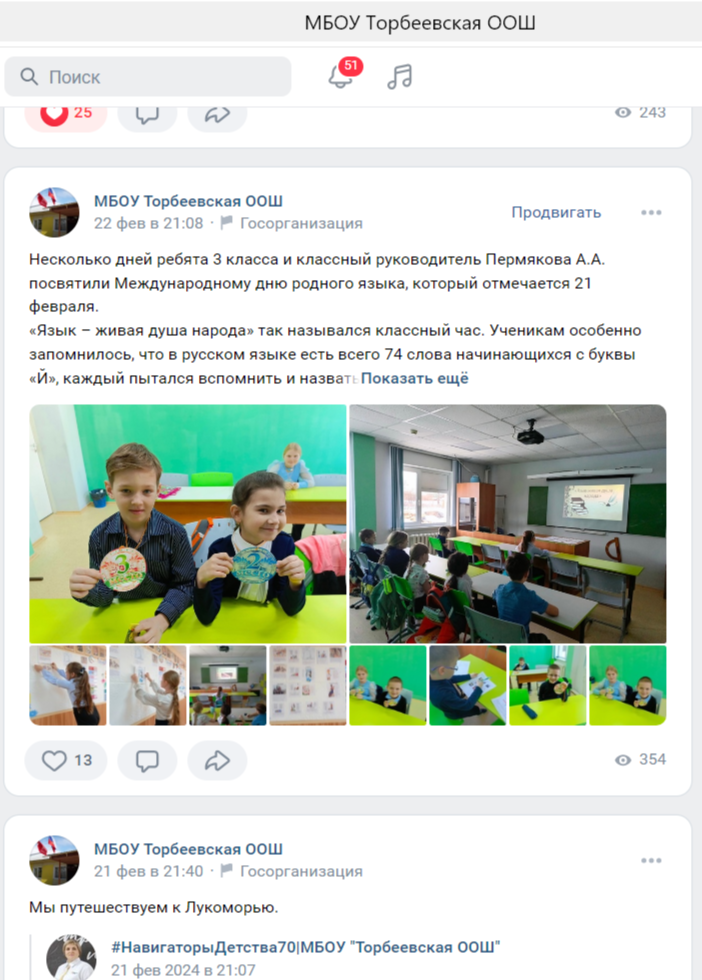 МБОУ Торбеевская ООШ
Поиск
51
25
243
МБОУ Торбеевская ООШ
22 фев в 21:08 · Госорганизация
Продвигать
Несколько дней ребята 3 класса и классный руководитель Пермякова А.А.
посвятили Международному дню родного языка, который отмечается 21
февраля.
«Язык – живая душа народа» так назывался классный час. Ученикам особенно
запомнилось, что в русском языке есть всего 74 слова начинающихся с буквы
«Й», каждый пытался вспомнить и назвать Показать ещё
13
354
МБОУ Торбеевская ООШ
21 фев в 21:40 · Госорганизация
Мы путешествуем к Лукоморью.
#НавигаторыДетства70|МБОУ "Торбеевская ООШ"
21 фев 2024 в 21:07